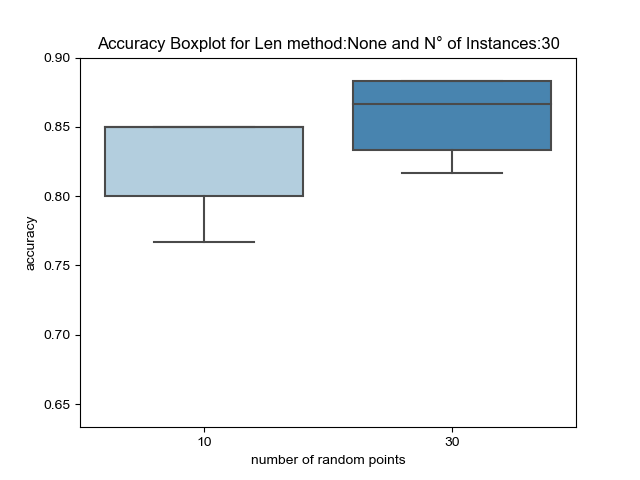 Accuracy Boxplot for Len method:None and N° of Instances:30
0.90
0.85
0.80
0.75
0.70
0.65
accuracy
10
30
number of random points